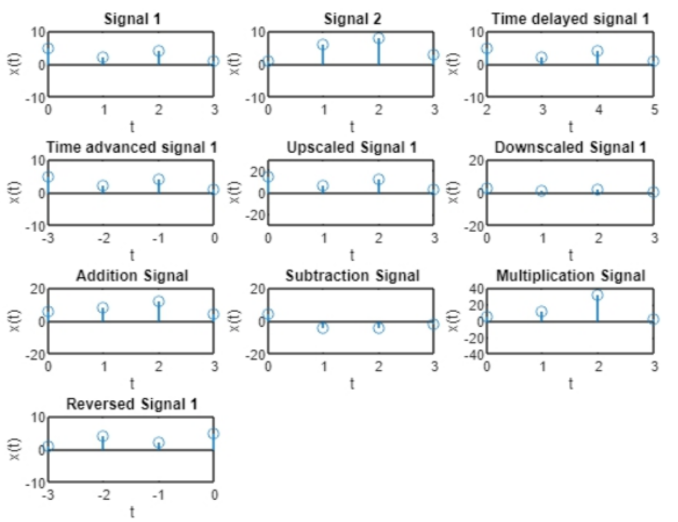 Signal 1
10
0
-10
x(t)
0 1 2 3
t
Signal 2
10
0
-10
x(t)
0 1 2 3
t
Time delayed signal 1
10
0
-10
x(t)
2 3 4 5
t
Time advanced signal 1
10
0
-10
x(t)
-3 -2 -1 0
t
Upscaled Signal 1
20
0
-20
x(t)
0 1 2 3
t
Downscaled Signal 1
20
0
-20
x(t)
0 1 2 3
t
Addition Signal
20
0
-20
x(t)
0 1 2 3
t
Subtraction Signal
20
0
-20
x(t)
0 1 2 3
t
Multiplication Signal
40
20
0
-20
-40
x(t)
0 1 2 3
t
Reversed Signal 1
10
0
-10
x(t)
-3 -2 -1 0
t